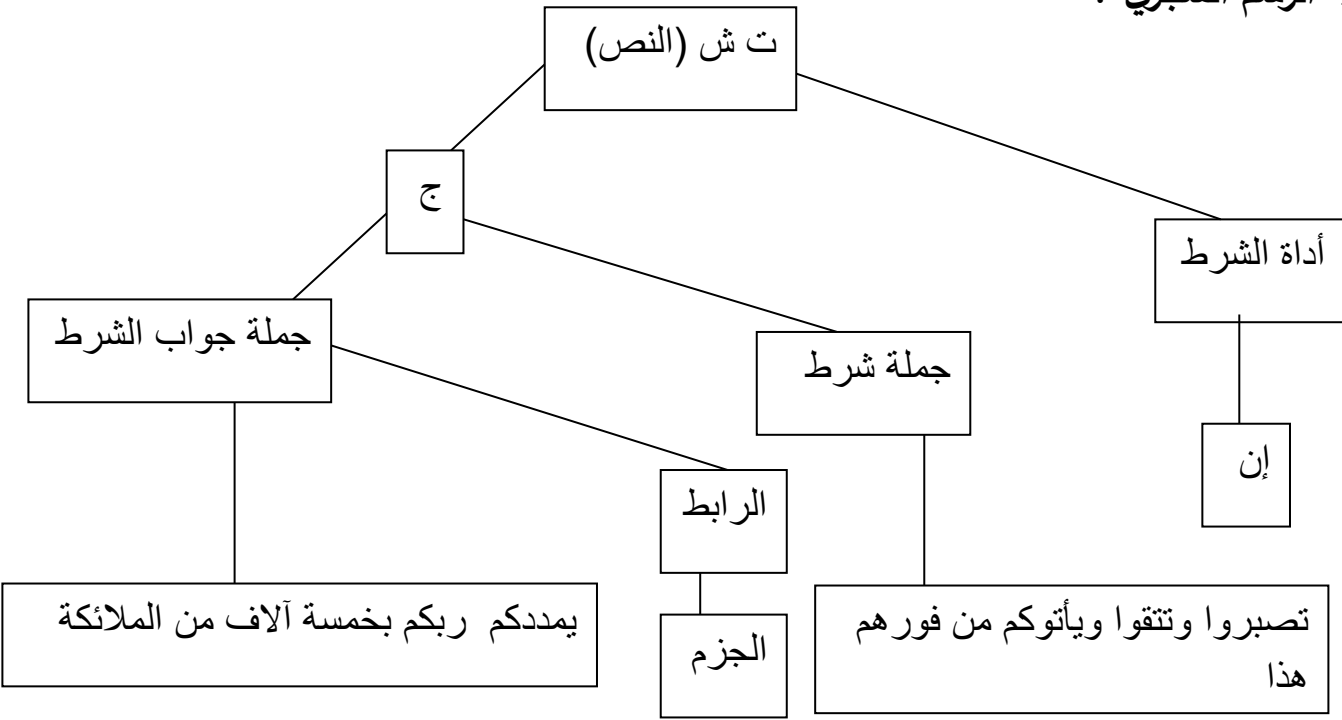 ت ش (النص)
ج
أداة الشرط
جملة جواب الشرط
جملة شرط
إن
الرابط
يمددكم ربكم بخمسة آلاف من الملائكة
الجزم
تصبروا وتتقوا ويأتوكم من فورهم
هذا